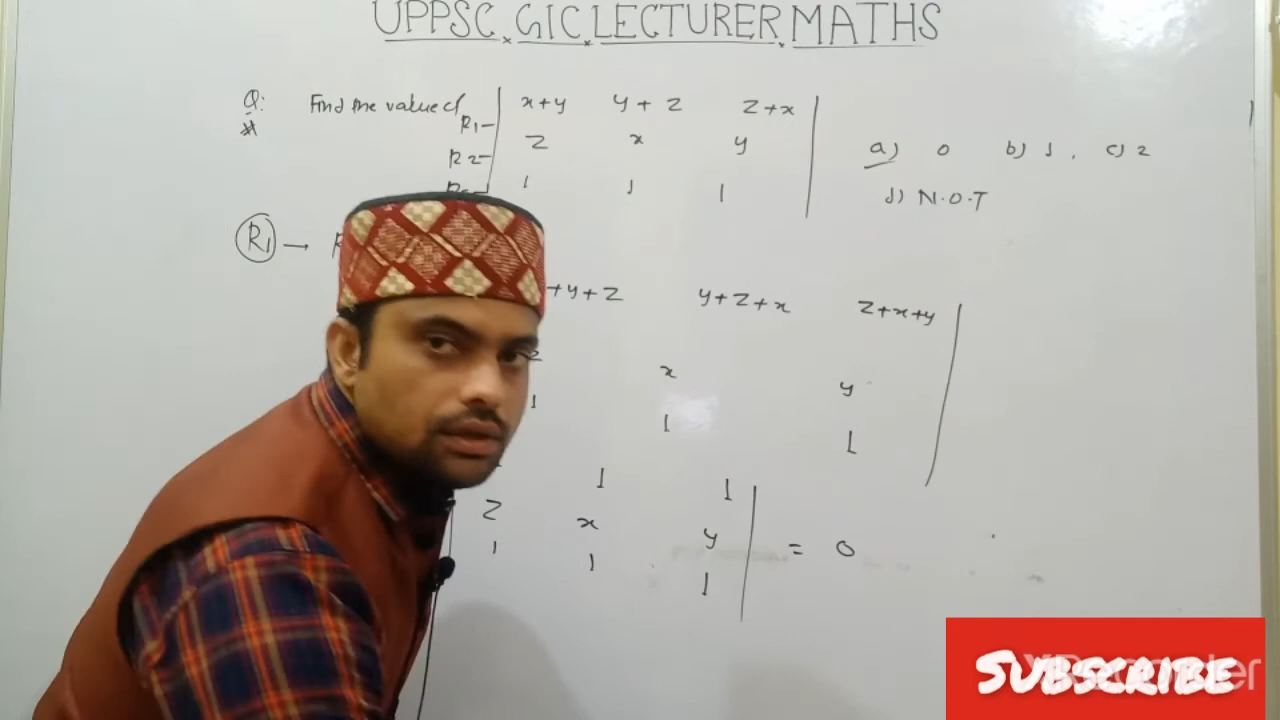 UPPSC GIC LECTURER MATHS
Q: Find the value of | x+y y+z z+x |
R1-
R2- z x y
1 1 1
a) 0 b) 1 . c) 2
d) N.O.T
R1 →
+y+z y+z+x z+x+y |
z x y
1 1 1
1 1
z x y | = 0
1 1 1
SUBSCRIBE